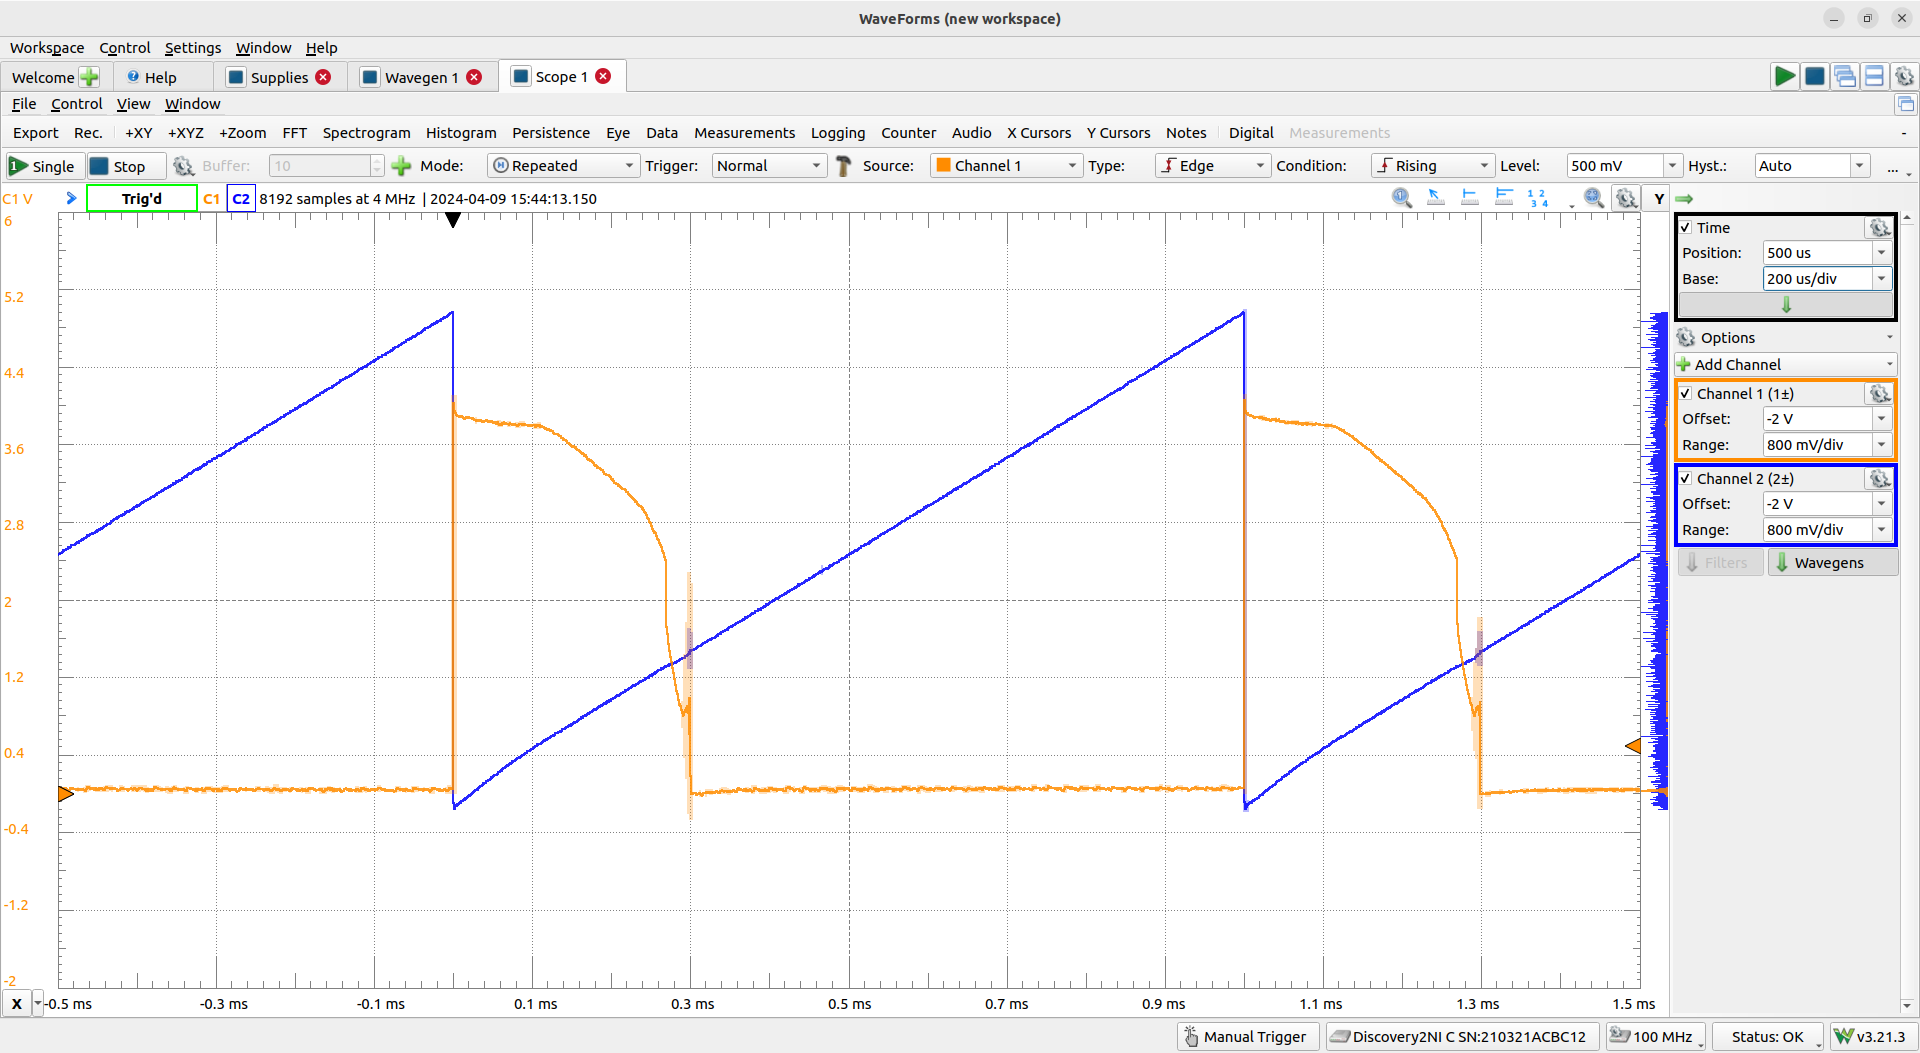 WaveForms (new workspace)
Workspace Control Settings Window Help
Welcome Help Supplies Wavegen 1 Scope 1
File Control View Window
Export Rec. +XY +XYZ +Zoom FFT Spectrogram Histogram Persistence Eye Data Measurements Logging Counter Audio X Cursors Y Cursors Notes Digital Measurements -
Single Stop Buffer: 10 Mode: Repeated Trigger: Normal Source: Channel 1 Type: Edge Condition: Rising Level: 500 mV Hyst.: Auto ...
C1 V Trig'd C1 C2 8192 samples at 4 MHz | 2024-04-09 15:44:13.150 Y
6
5.2
4.4
3.6
2.8
2
1.2
0.4
-0.4
-1.2
-2
X -0.5 ms -0.3 ms -0.1 ms 0.1 ms 0.3 ms 0.5 ms 0.7 ms 0.9 ms 1.1 ms 1.3 ms 1.5 ms
Time
Position: 500 us
Base: 200 us/div
Options
Add Channel
Channel 1 (1±)
Offset: -2 V
Range: 800 mV/div
Channel 2 (2±)
Offset: -2 V
Range: 800 mV/div
Filters Wavegens
Manual Trigger Discovery2NI C SN:210321ACBC12 100 MHz Status: OK v3.21.3